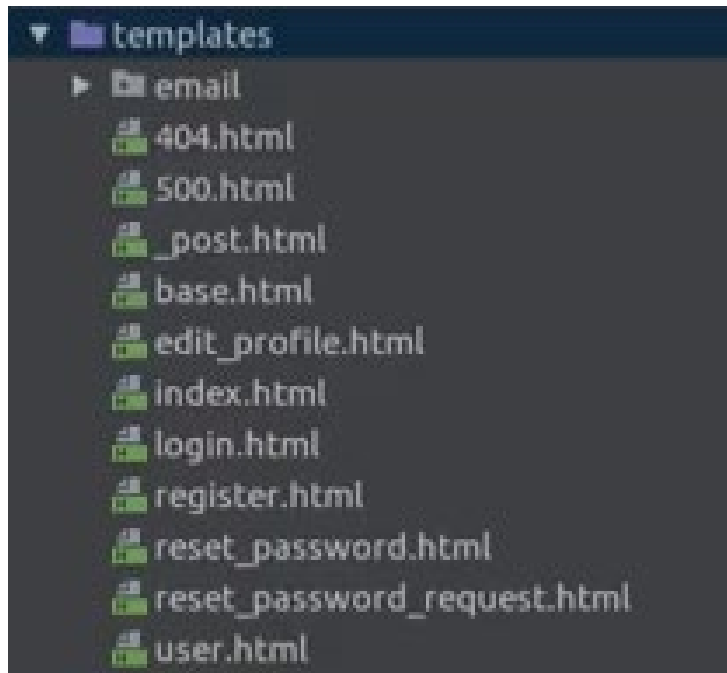 templates
email
404.html
500.html
_post.html
base.html
edit_profile.html
index.html
login.html
register.html
reset_password.html
reset_password_request.html
user.html